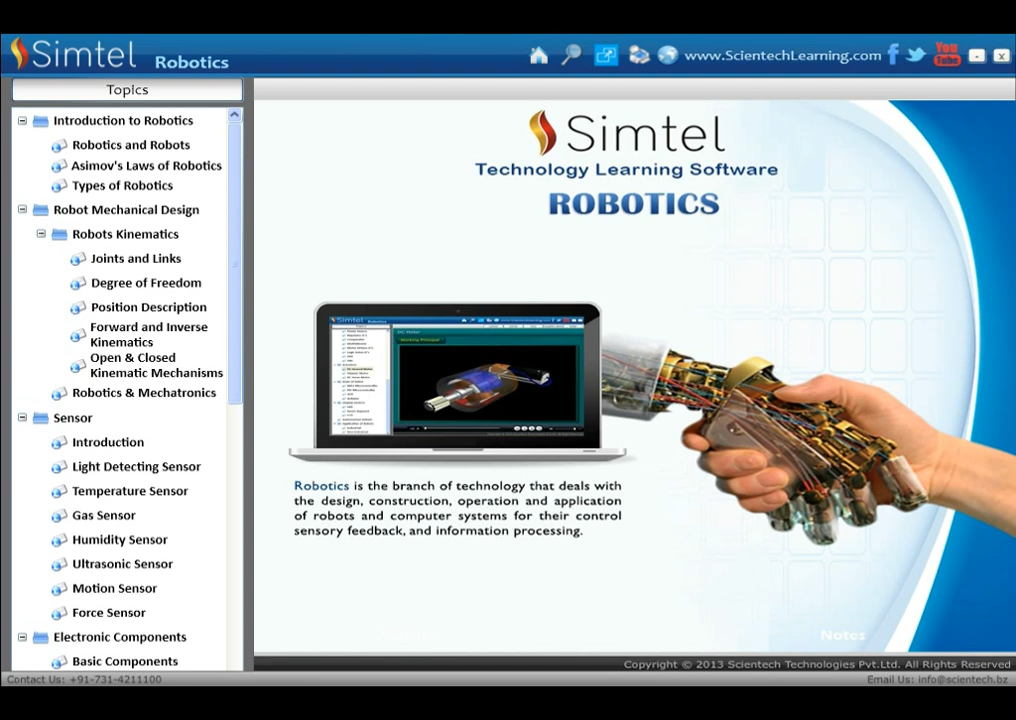 Simtel Robotics
www.ScientechLearning.com
You
Tube
- x
Topics
Introduction to Robotics
Robotics and Robots
Asimov's Laws of Robotics
Types of Robotics
Robot Mechanical Design
Robots Kinematics
Joints and Links
Degree of Freedom
Position Description
Forward and Inverse
Kinematics
Open & Closed
Kinematic Mechanisms
Robotics & Mechatronics
Sensor
Introduction
Light Detecting Sensor
Temperature Sensor
Gas Sensor
Humidity Sensor
Ultrasonic Sensor
Motion Sensor
Force Sensor
Electronic Components
Basic Components
Simtel
Technology Learning Software
ROBOTICS
Robotics is the branch of technology that deals with
the design, construction, operation and application
of robots and computer systems for their control
sensory feedback, and information processing.
Notes
Copyright © 2013 Scientech Technologies Pvt.Ltd. All Rights Reserved
Contact Us: +91-731-4211100
Email Us: info@scientech.bz